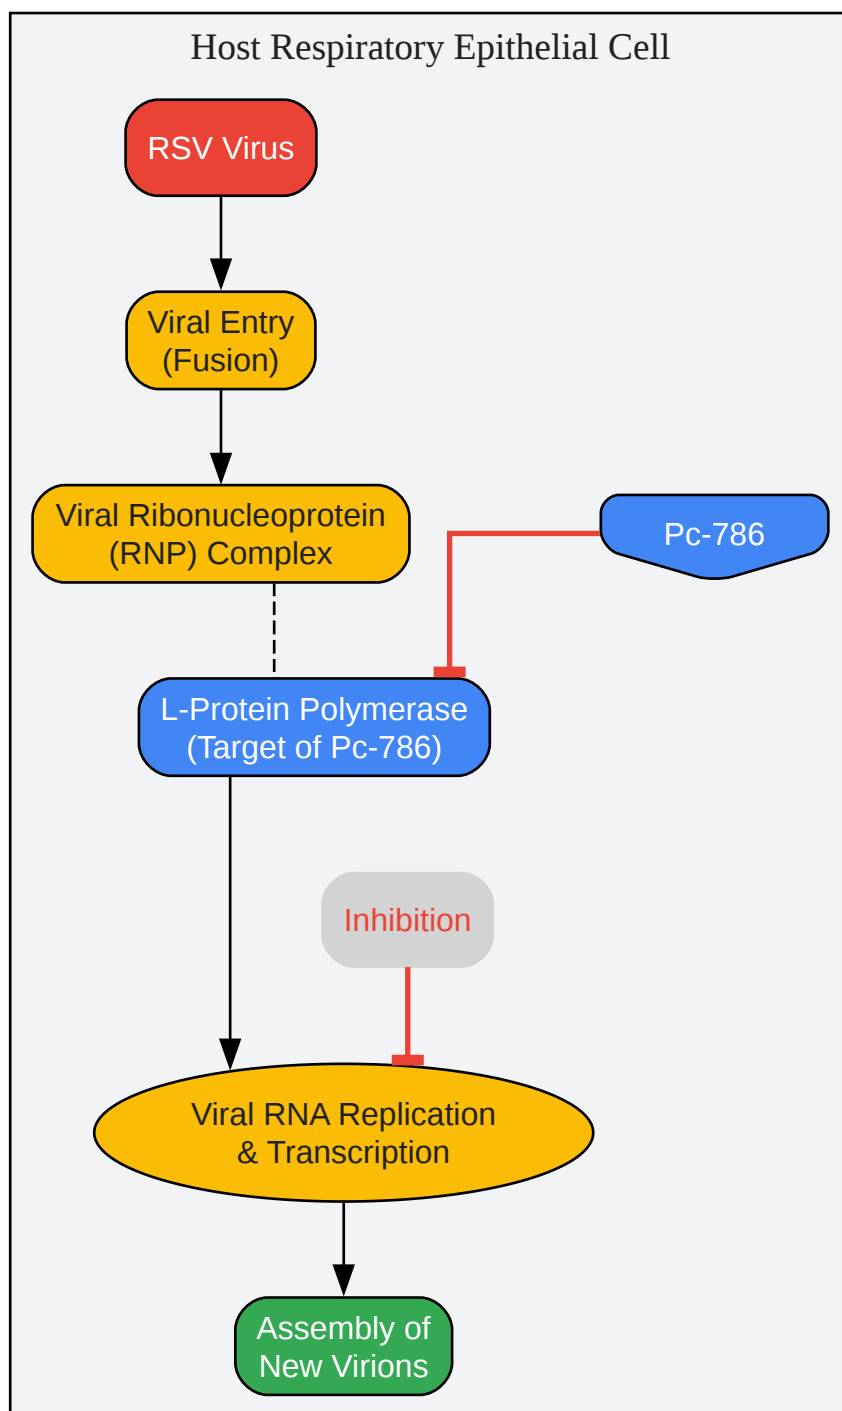 Host Respiratory Epithelial Cell
RSV Virus
Viral Entry
(Fusion)
Viral Ribonucleoprotein
(RNP) Complex
Pc-786
L-Protein Polymerase
(Target of Pc-786)
Inhibition
Viral RNA Replication
& Transcription
Assembly of
New Virions